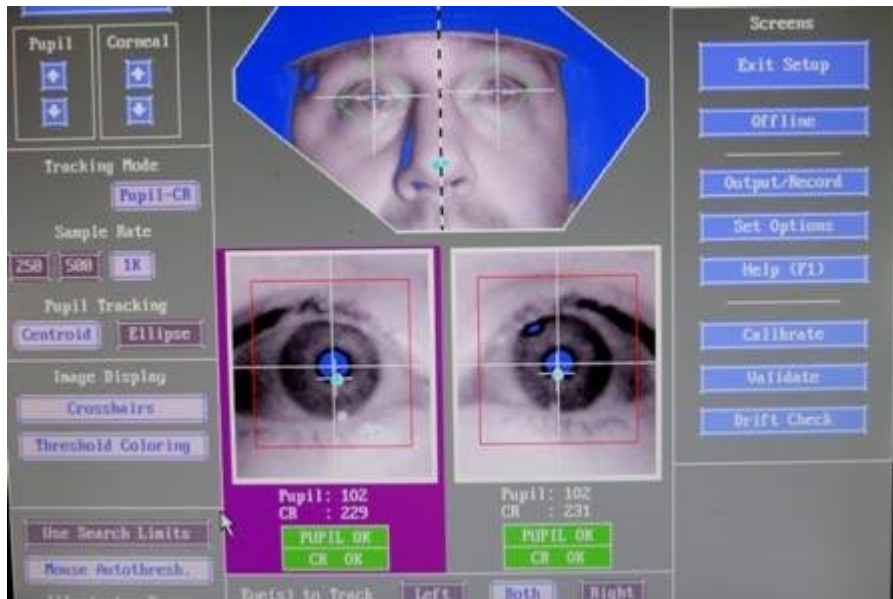 Pupil
Corneal
Tracking Mode
Pupil-CR
Sample Rate
250 500 1K
Pupil Tracking
Centroid Ellipse
Image Display
Crosshairs
Threshold Coloring
Use Search Limits
Mouse Autothresh.
Pupil: 102
CR : 229
PUPIL OK
CR OK
Pupil: 102
CR : 231
PUPIL OK
CR OK
Eye(s) to Track Left Both Right
Screens
Exit Setup
Offline
Output/Record
Set Options
Help (F1)
Calibrate
Validate
Drift Check